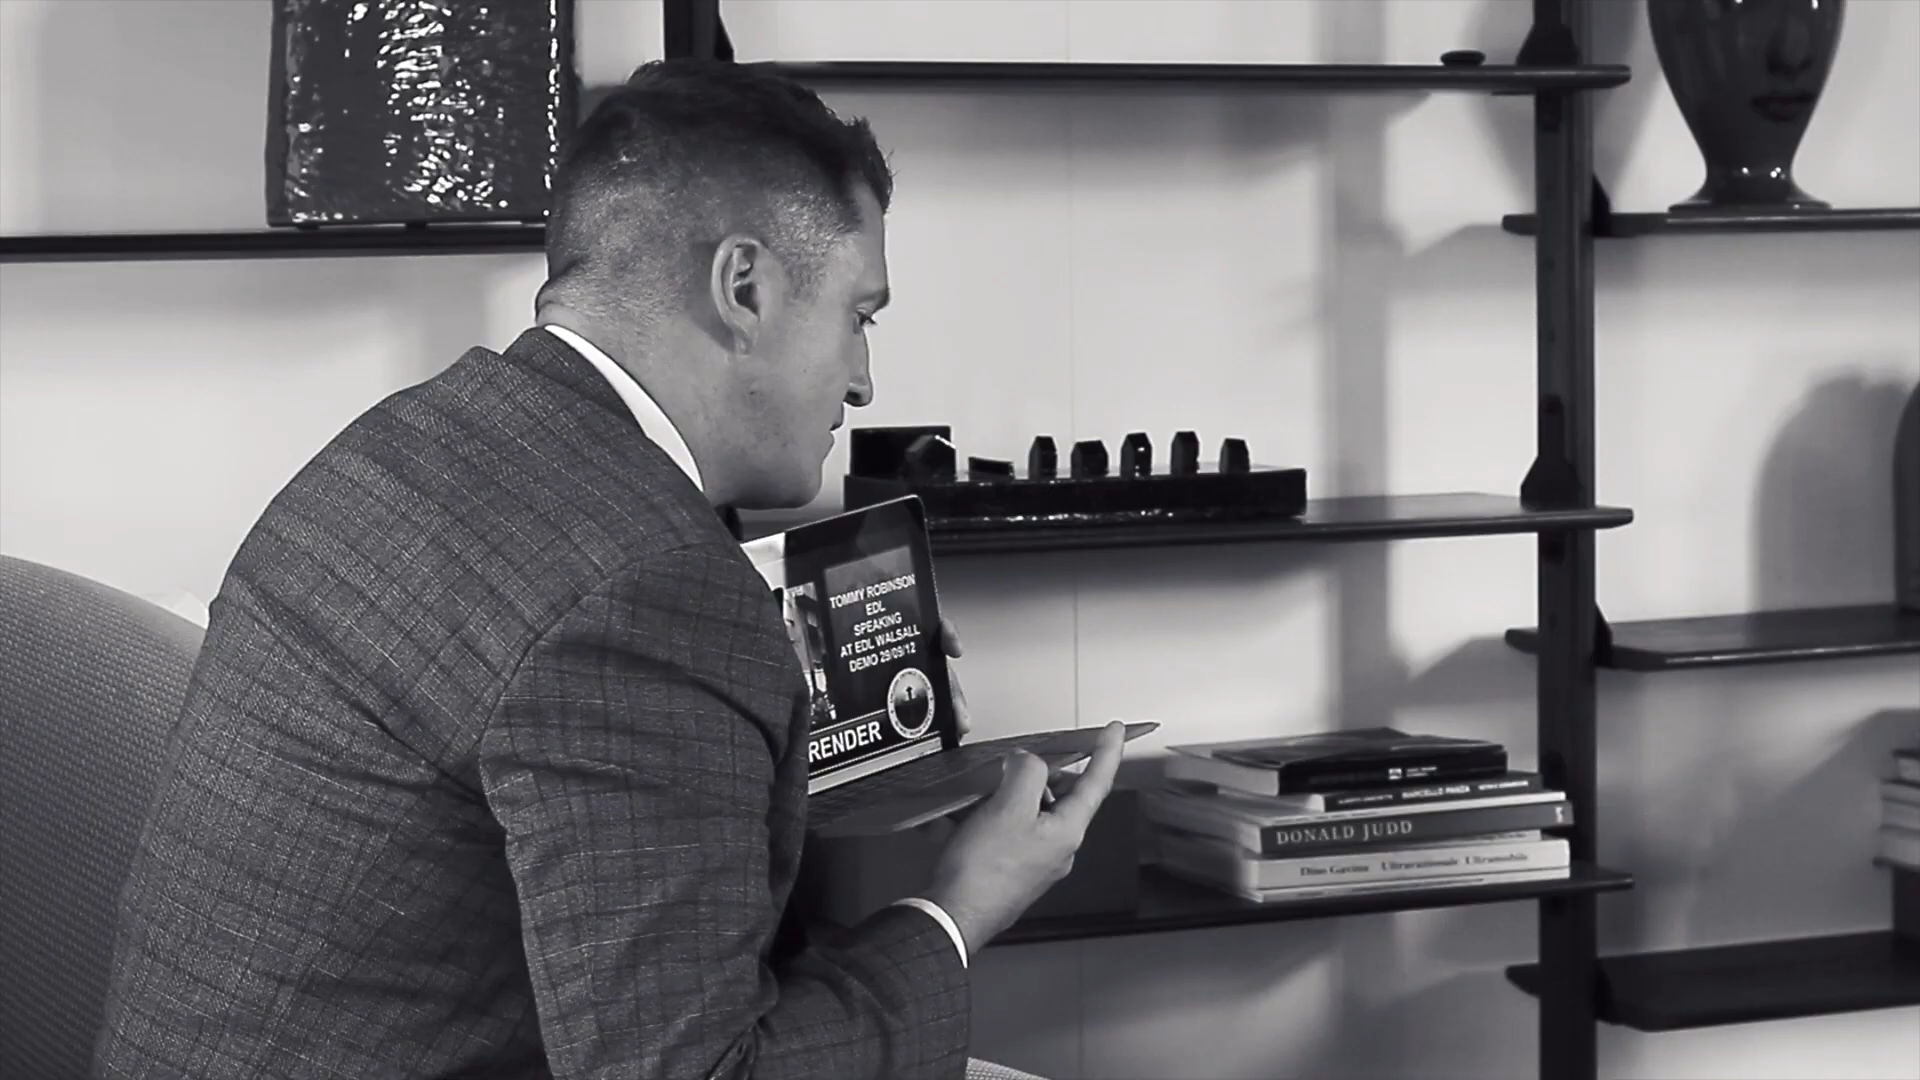 TOMMY ROBINSON
EDL
SPEAKING
AT EDL WALSALL
DEMO 29/09/12
RENDER
MARCELLO PANZA
DONALD JUDD
Dino Gavina Ultrarazionale Ultramobile